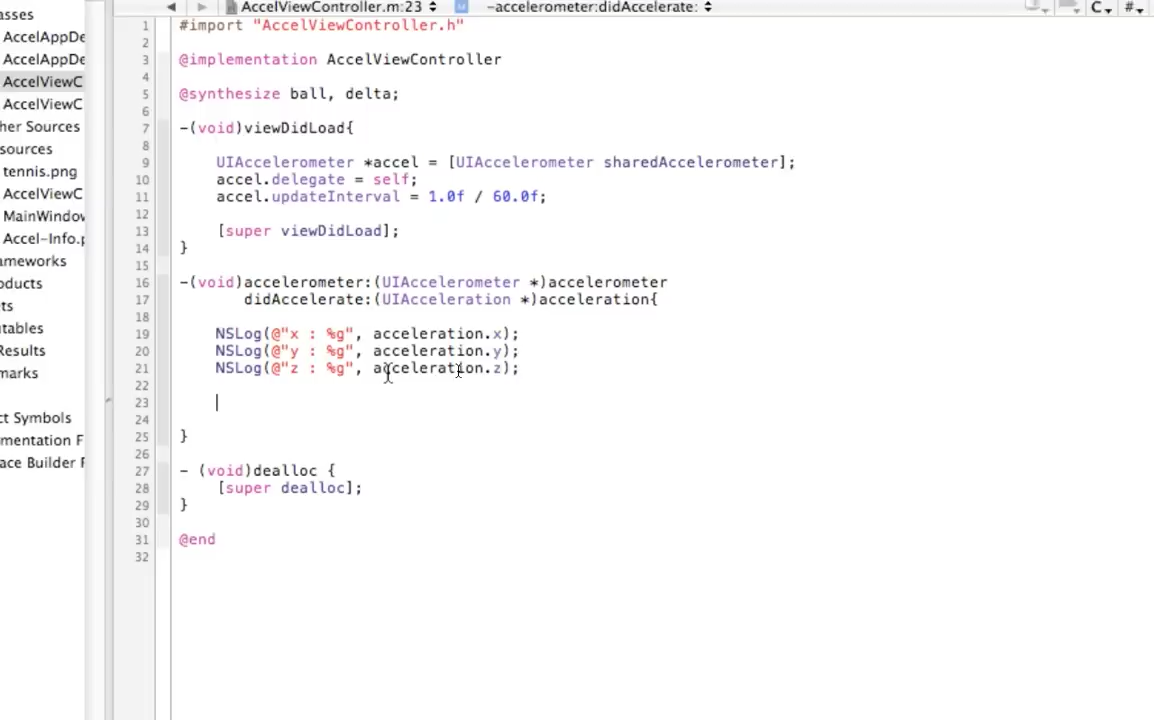 AccelViewController.m:23 -accelerometer:didAccelerate: C #
asses
AccelAppDe
AccelAppDe
AccelViewC
AccelViewC
her Sources
sources
tennis.png
AccelViewC
MainWindow
Accel-Info.p
ameworks
oducts
ts
utables
Results
marks
ct Symbols
mentation F
ace Builder F
1 #import "AccelViewController.h"
2
3 @implementation AccelViewController
4
5 @synthesize ball, delta;
6
7 -(void)viewDidLoad{
8
9 UIAccelerometer *accel = [UIAccelerometer sharedAccelerometer];
10 accel.delegate = self;
11 accel.updateInterval = 1.0f / 60.0f;
12
13 [super viewDidLoad];
14 }
15
16 -(void)accelerometer:(UIAccelerometer *)accelerometer
17 didAccelerate:(UIAcceleration *)acceleration{
18
19 NSLog(@"x : %g", acceleration.x);
20 NSLog(@"y : %g", acceleration.y);
21 NSLog(@"z : %g", acceleration.z);
22
23
24
25 }
26
27 - (void)dealloc {
28 [super dealloc];
29 }
30
31 @end
32